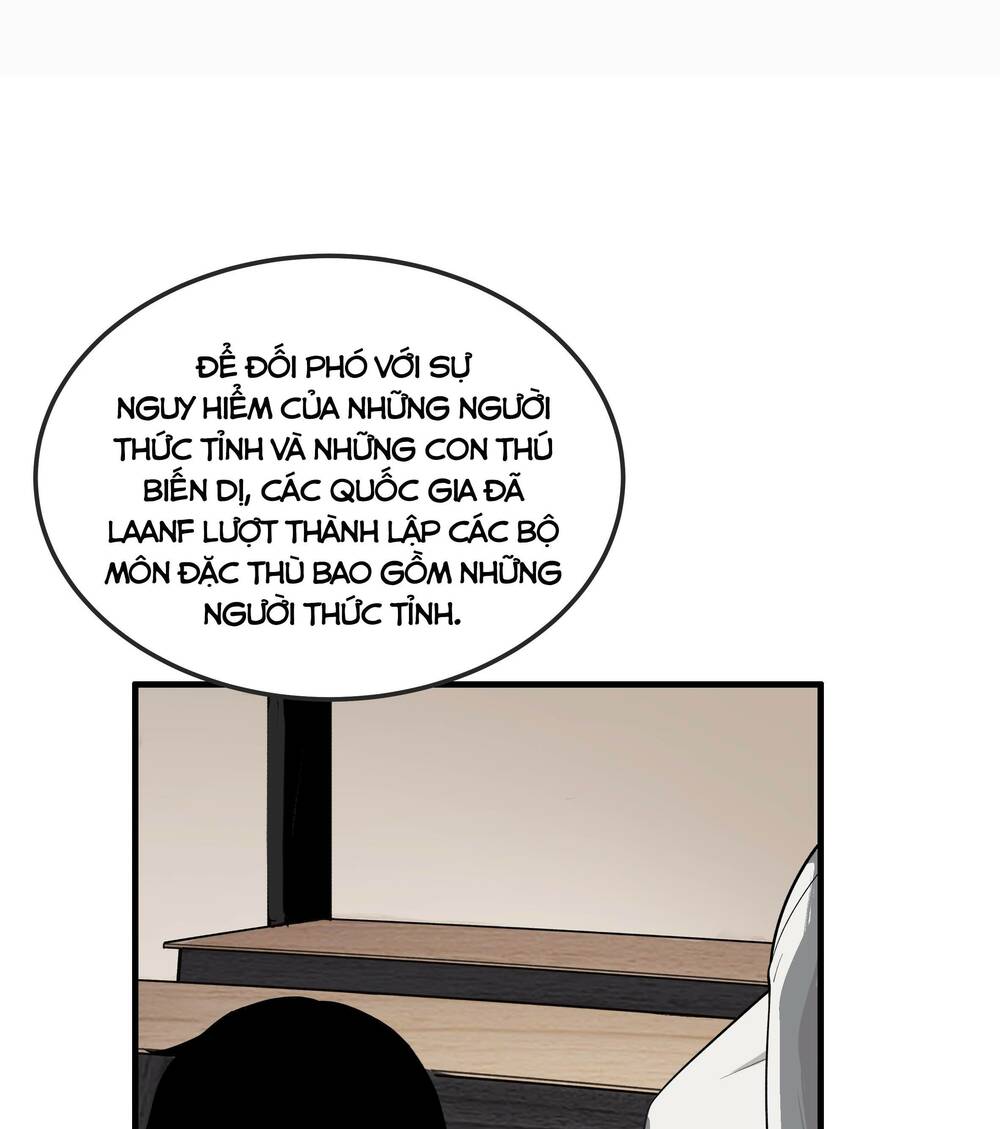 ĐỂ ĐỐI PHÓ VỚI SỰ
NGUY HIỂM CỦA NHỮNG NGƯỜI
THỨC TỈNH VÀ NHỮNG CON THÚ
BIẾN DỊ, CÁC QUỐC GIA ĐÃ
LAANF LƯỢT THÀNH LẬP CÁC BỘ
MÔN ĐẶC THÙ BAO GỒM NHỮNG
NGƯỜI THỨC TỈNH.